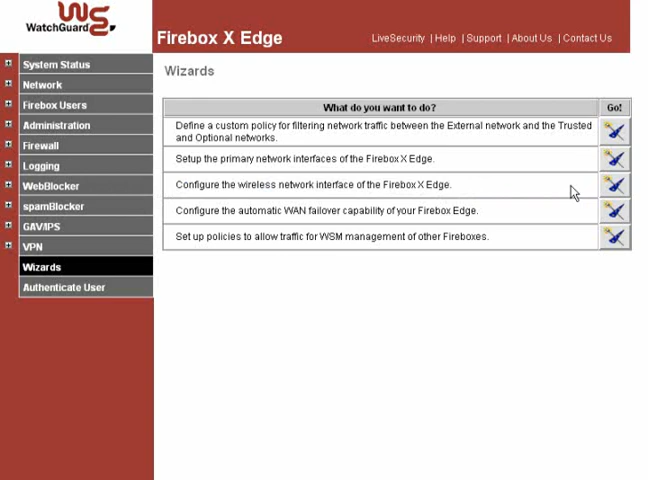 WatchGuard
Firebox X Edge
LiveSecurity | Help | Support | About Us | Contact Us
System Status
Network
Firebox Users
Administration
Firewall
Logging
WebBlocker
spamBlocker
GAV/IPS
VPN
Wizards
Authenticate User
Wizards
What do you want to do? Go!
Define a custom policy for filtering network traffic between the External network and the Trusted
and Optional networks.
Setup the primary network interfaces of the Firebox X Edge.
Configure the wireless network interface of the Firebox X Edge.
Configure the automatic WAN failover capability of your Firebox Edge.
Set up policies to allow traffic for WSM management of other Fireboxes.